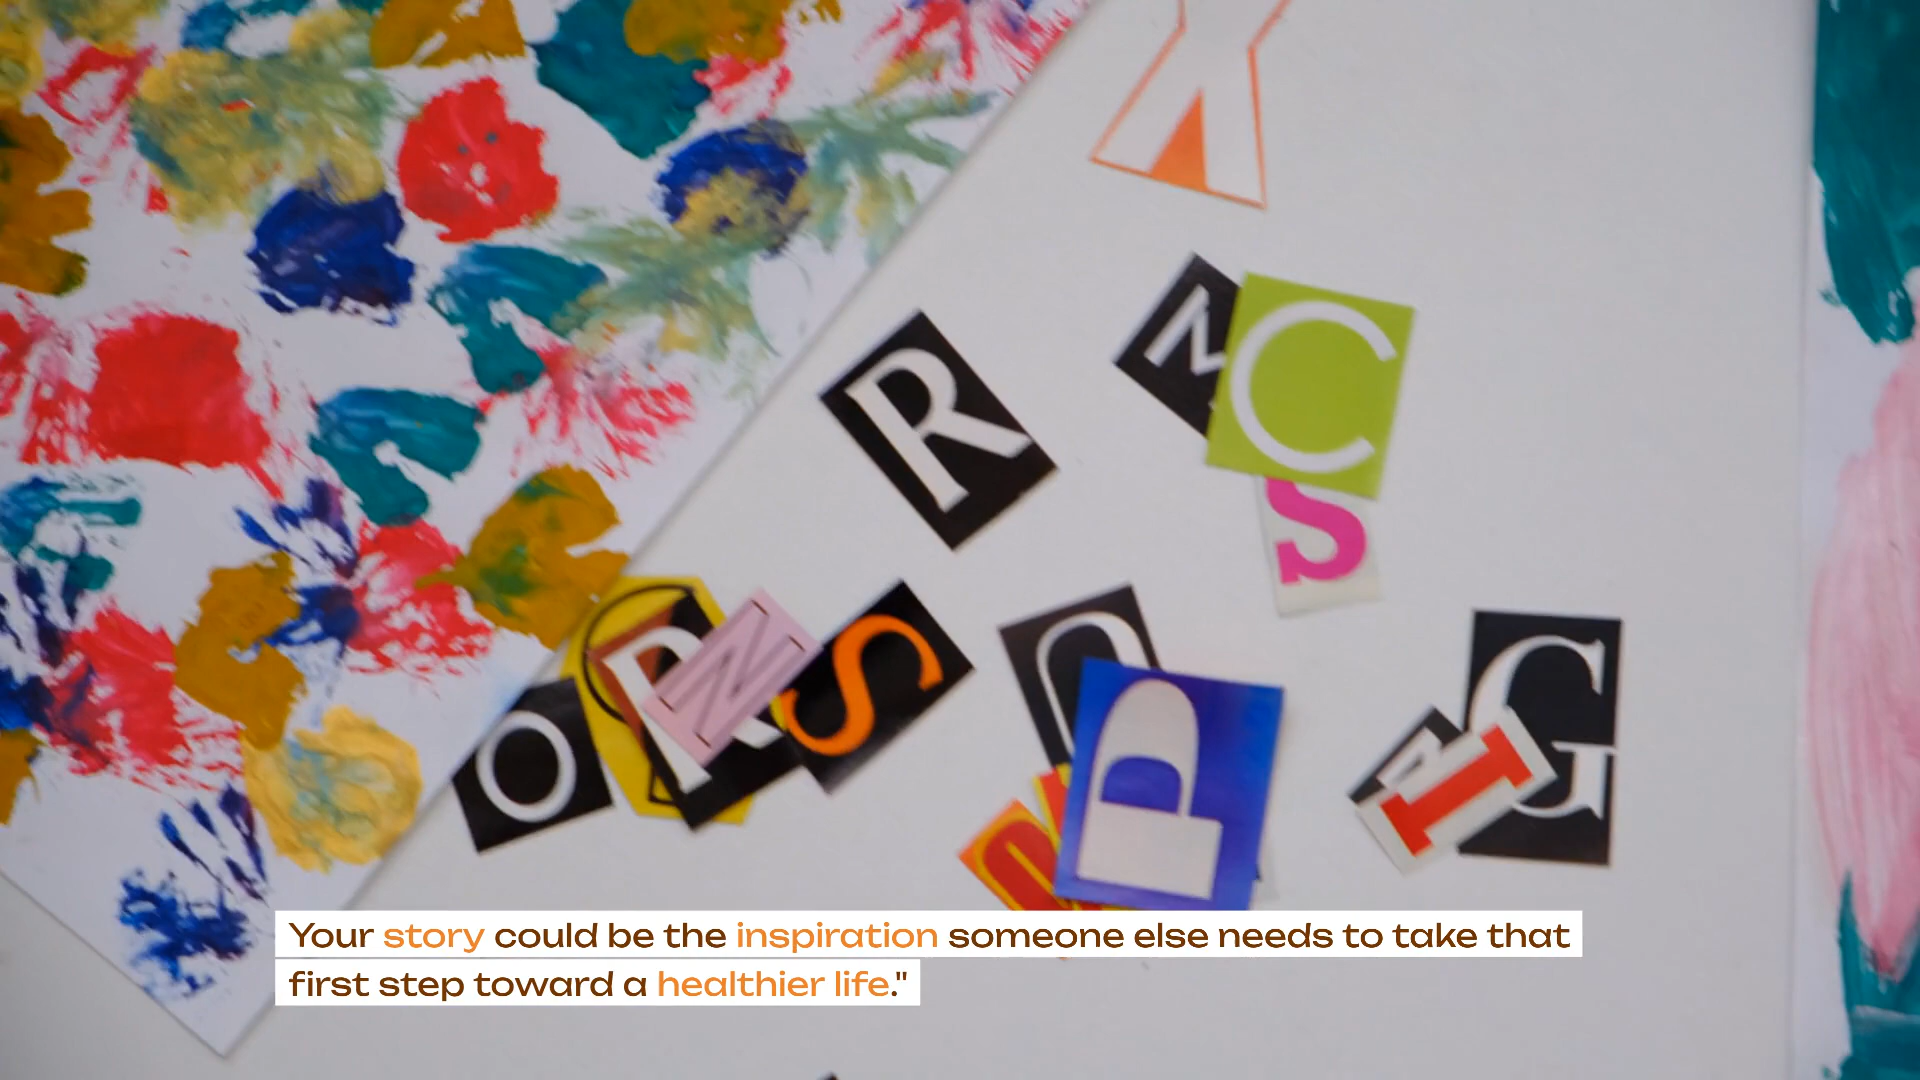 R
M
C
S
O
R
N
S
P
G
I
Your story could be the inspiration someone else needs to take that
first step toward a healthier life."